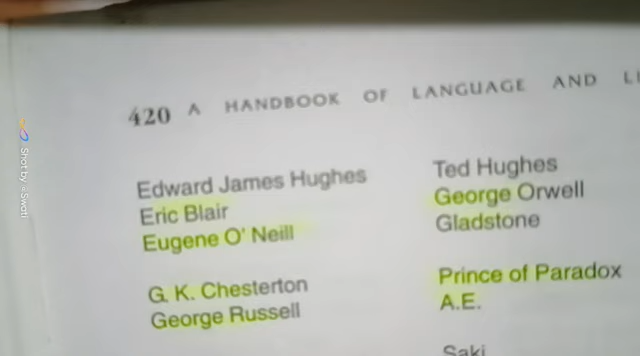 420 A HANDBOOK OF LANGUAGE AND
Edward James Hughes Ted Hughes
Eric Blair George Orwell
Eugene O' Neill Gladstone
G. K. Chesterton Prince of Paradox
George Russell A.E.
Saki
Shot by :- Swati